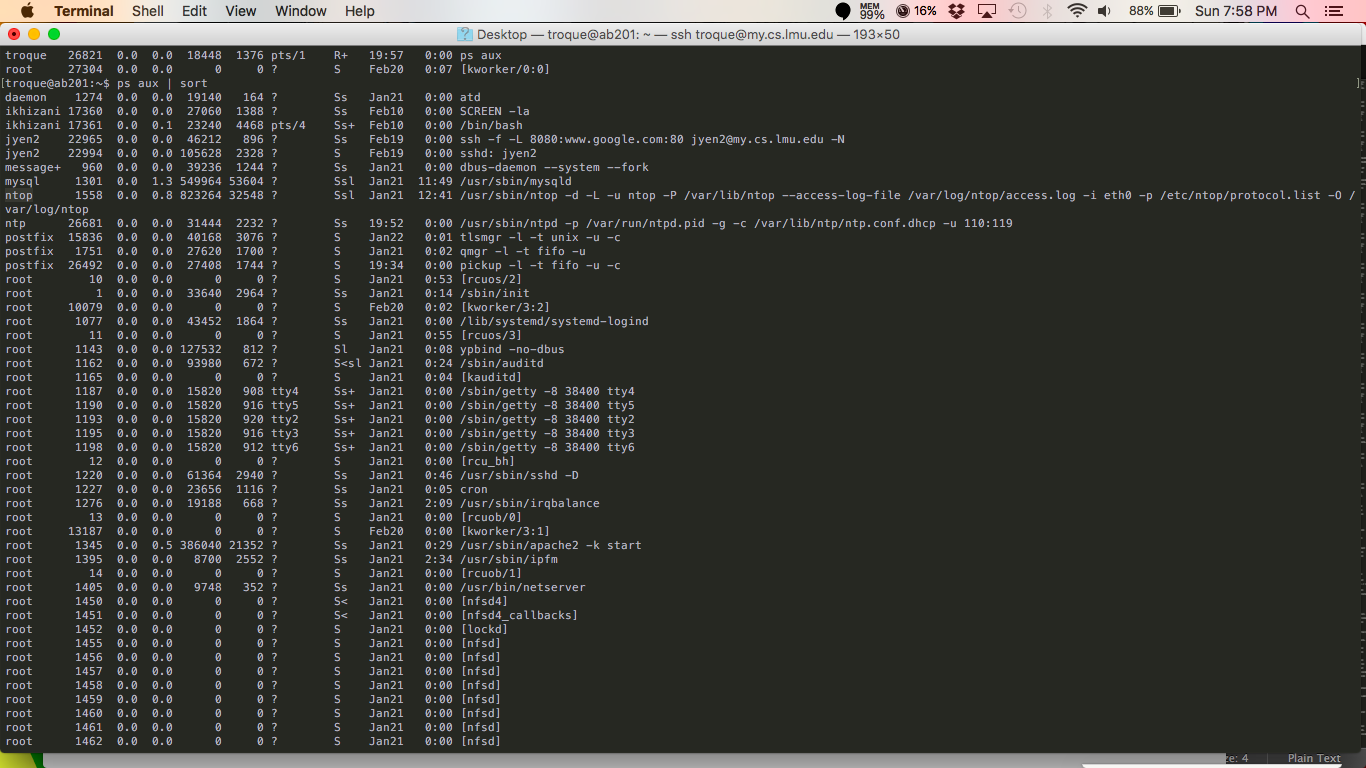 Terminal Shell Edit View Window Help MEM 99% 16% 88% Sun 7:58 PM
Desktop — troque@ab201: ~ — ssh troque@my.cs.lmu.edu — 193×50
troque   26821  0.0  0.0  18448  1376 pts/1    R+   19:57   0:00 ps aux
root     27304  0.0  0.0      0     0 ?        S    Feb20   0:07 [kworker/0:0]
[troque@ab201:~$ ps aux | sort ]
daemon    1274  0.0  0.0  19140   164 ?        Ss   Jan21   0:00 atd
ikhizani 17360  0.0  0.0  27060  1388 ?        Ss   Feb10   0:00 SCREEN -la
ikhizani 17361  0.0  0.1  23240  4468 pts/4    Ss+  Feb10   0:00 /bin/bash
jyen2    22965  0.0  0.0  46212   896 ?        Ss   Feb19   0:00 ssh -f -L 8080:www.google.com:80 jyen2@my.cs.lmu.edu -N
jyen2    22994  0.0  0.0 105628  2328 ?        S    Feb19   0:00 sshd: jyen2
message+   960  0.0  0.0  39236  1244 ?        Ss   Jan21   0:00 dbus-daemon --system --fork
mysql     1301  0.0  1.3 549964 53604 ?        Ssl  Jan21  11:49 /usr/sbin/mysqld
ntop      1558  0.0  0.8 823264 32548 ?        Ssl  Jan21  12:41 /usr/sbin/ntop -d -L -u ntop -P /var/lib/ntop --access-log-file /var/log/ntop/access.log -i eth0 -p /etc/ntop/protocol.list -O /
var/log/ntop
ntp      26681  0.0  0.0  31444  2232 ?        Ss   19:52   0:00 /usr/sbin/ntpd -p /var/run/ntpd.pid -g -c /var/lib/ntp/ntp.conf.dhcp -u 110:119
postfix  15836  0.0  0.0  40168  3076 ?        S    Jan22   0:01 tlsmgr -l -t unix -u -c
postfix   1751  0.0  0.0  27620  1700 ?        S    Jan21   0:02 qmgr -l -t fifo -u
postfix  26492  0.0  0.0  27408  1744 ?        S    19:34   0:00 pickup -l -t fifo -u -c
root        10  0.0  0.0      0     0 ?        S    Jan21   0:53 [rcuos/2]
root         1  0.0  0.0  33640  2964 ?        Ss   Jan21   0:14 /sbin/init
root     10079  0.0  0.0      0     0 ?        S    Feb20   0:02 [kworker/3:2]
root      1077  0.0  0.0  43452  1864 ?        Ss   Jan21   0:00 /lib/systemd/systemd-logind
root        11  0.0  0.0      0     0 ?        S    Jan21   0:55 [rcuos/3]
root      1143  0.0  0.0 127532   812 ?        Sl   Jan21   0:08 ypbind -no-dbus
root      1162  0.0  0.0  93980   672 ?        S<sl Jan21   0:24 /sbin/auditd
root      1165  0.0  0.0      0     0 ?        S    Jan21   0:04 [kauditd]
root      1187  0.0  0.0  15820   908 tty4     Ss+  Jan21   0:00 /sbin/getty -8 38400 tty4
root      1190  0.0  0.0  15820   916 tty5     Ss+  Jan21   0:00 /sbin/getty -8 38400 tty5
root      1193  0.0  0.0  15820   920 tty2     Ss+  Jan21   0:00 /sbin/getty -8 38400 tty2
root      1195  0.0  0.0  15820   916 tty3     Ss+  Jan21   0:00 /sbin/getty -8 38400 tty3
root      1198  0.0  0.0  15820   912 tty6     Ss+  Jan21   0:00 /sbin/getty -8 38400 tty6
root        12  0.0  0.0      0     0 ?        S    Jan21   0:00 [rcu_bh]
root      1220  0.0  0.0  61364  2940 ?        Ss   Jan21   0:46 /usr/sbin/sshd -D
root      1227  0.0  0.0  23656  1116 ?        Ss   Jan21   0:05 cron
root      1276  0.0  0.0  19188   668 ?        Ss   Jan21   2:09 /usr/sbin/irqbalance
root        13  0.0  0.0      0     0 ?        S    Jan21   0:00 [rcuob/0]
root     13187  0.0  0.0      0     0 ?        S    Feb20   0:00 [kworker/3:1]
root      1345  0.0  0.5 386040 21352 ?        Ss   Jan21   0:29 /usr/sbin/apache2 -k start
root      1395  0.0  0.0   8700  2552 ?        Ss   Jan21   2:34 /usr/sbin/ipfm
root        14  0.0  0.0      0     0 ?        S    Jan21   0:00 [rcuob/1]
root      1405  0.0  0.0   9748   352 ?        Ss   Jan21   0:00 /usr/bin/netserver
root      1450  0.0  0.0      0     0 ?        S<   Jan21   0:00 [nfsd4]
root      1451  0.0  0.0      0     0 ?        S<   Jan21   0:00 [nfsd4_callbacks]
root      1452  0.0  0.0      0     0 ?        S    Jan21   0:00 [lockd]
root      1455  0.0  0.0      0     0 ?        S    Jan21   0:00 [nfsd]
root      1456  0.0  0.0      0     0 ?        S    Jan21   0:00 [nfsd]
root      1457  0.0  0.0      0     0 ?        S    Jan21   0:00 [nfsd]
root      1458  0.0  0.0      0     0 ?        S    Jan21   0:00 [nfsd]
root      1459  0.0  0.0      0     0 ?        S    Jan21   0:00 [nfsd]
root      1460  0.0  0.0      0     0 ?        S    Jan21   0:00 [nfsd]
root      1461  0.0  0.0      0     0 ?        S    Jan21   0:00 [nfsd]
root      1462  0.0  0.0      0     0 ?        S    Jan21   0:00 [nfsd]
4 Plain Text